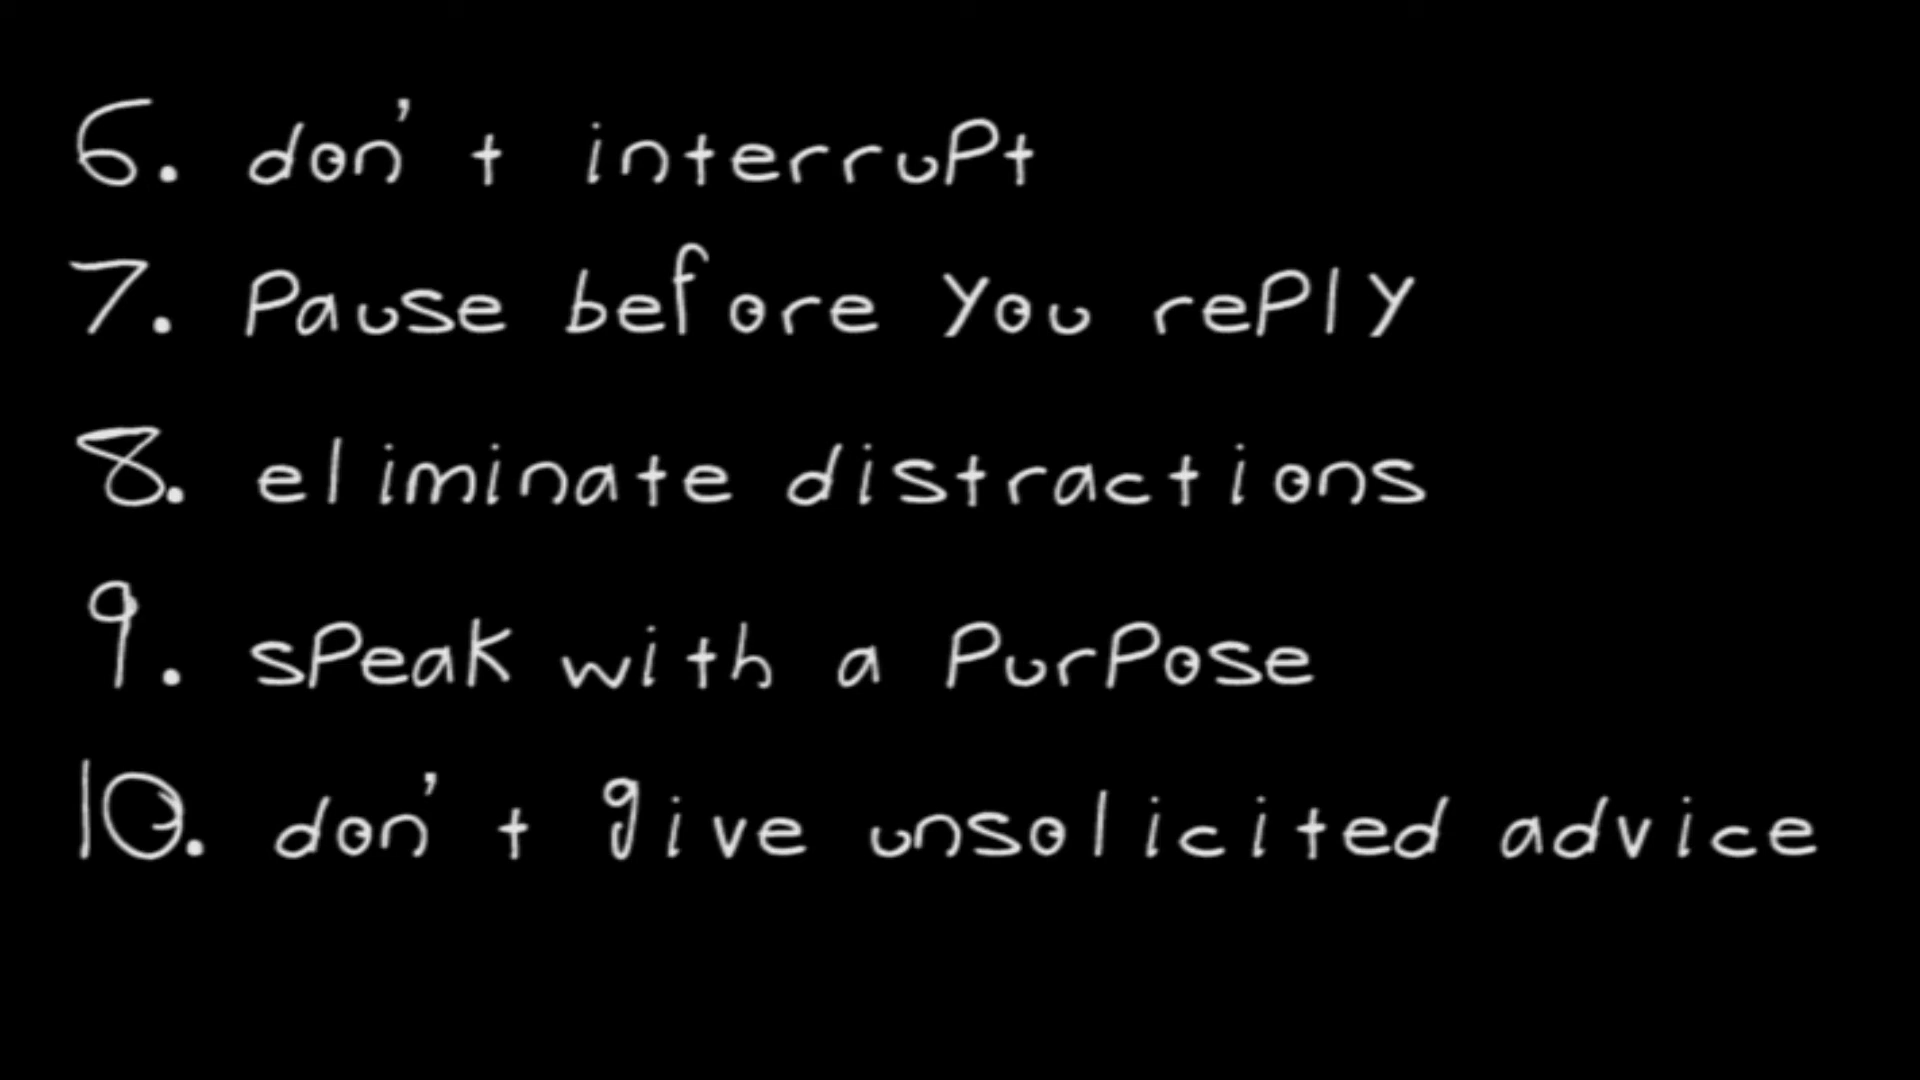 6. don't interrupt
7. Pause before you reply
8. eliminate distractions
9. speak with a purpose
10. don't give unsolicited advice